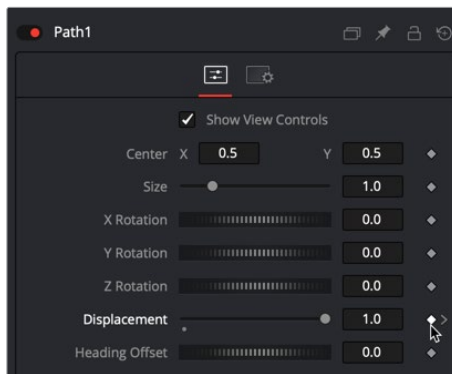 Path1
Show View Controls
Center X 0.5 Y 0.5
Size 1.0
X Rotation 0.0
Y Rotation 0.0
Z Rotation 0.0
Displacement 1.0
Heading Offset 0.0